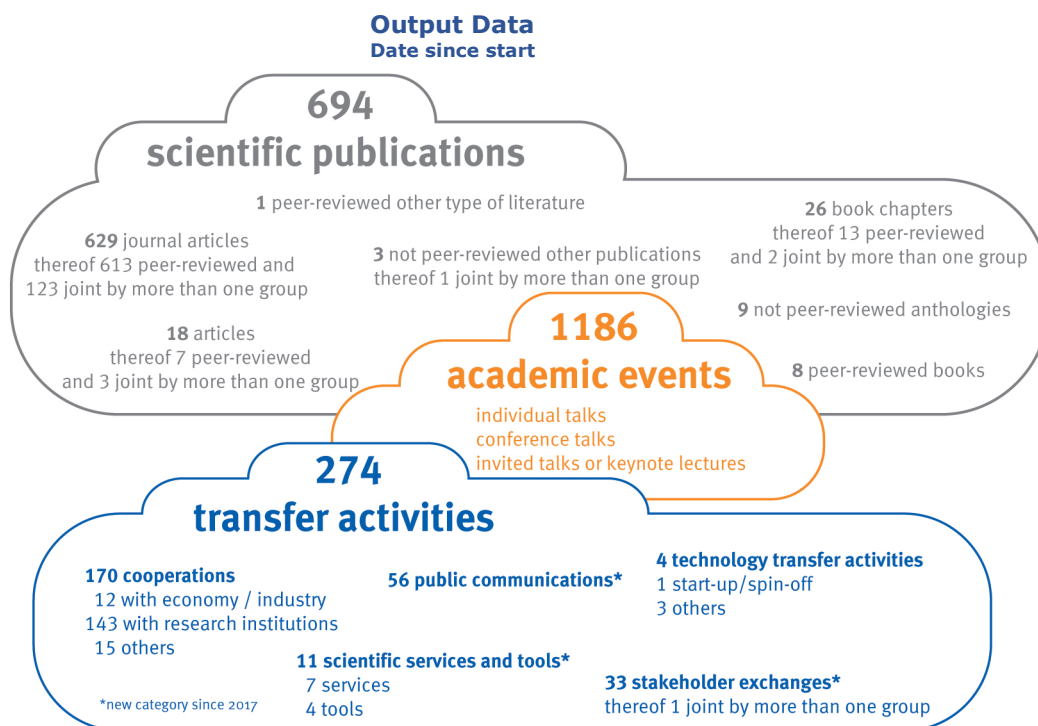 Output Data
Date since start
694
scientific publications
1 peer-reviewed other type of literature
629 journal articles
thereof 613 peer-reviewed and
123 joint by more than one group
3 not peer-reviewed other publications
thereof 1 joint by more than one group
26 book chapters
thereof 13 peer-reviewed
and 2 joint by more than one group
18 articles
thereof 7 peer-reviewed
and 3 joint by more than one group
9 not peer-reviewed anthologies
8 peer-reviewed books
1186
academic events
individual talks
conference talks
invited talks or keynote lectures
274
transfer activities
170 cooperations
12 with economy / industry
143 with research institutions
15 others
56 public communications*
4 technology transfer activities
1 start-up/spin-off
3 others
11 scientific services and tools*
7 services
4 tools
33 stakeholder exchanges*
thereof 1 joint by more than one group
*new category since 2017